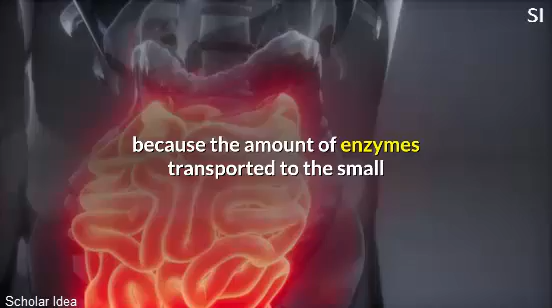 SI
because the amount of enzymes
transported to the small
Scholar Idea